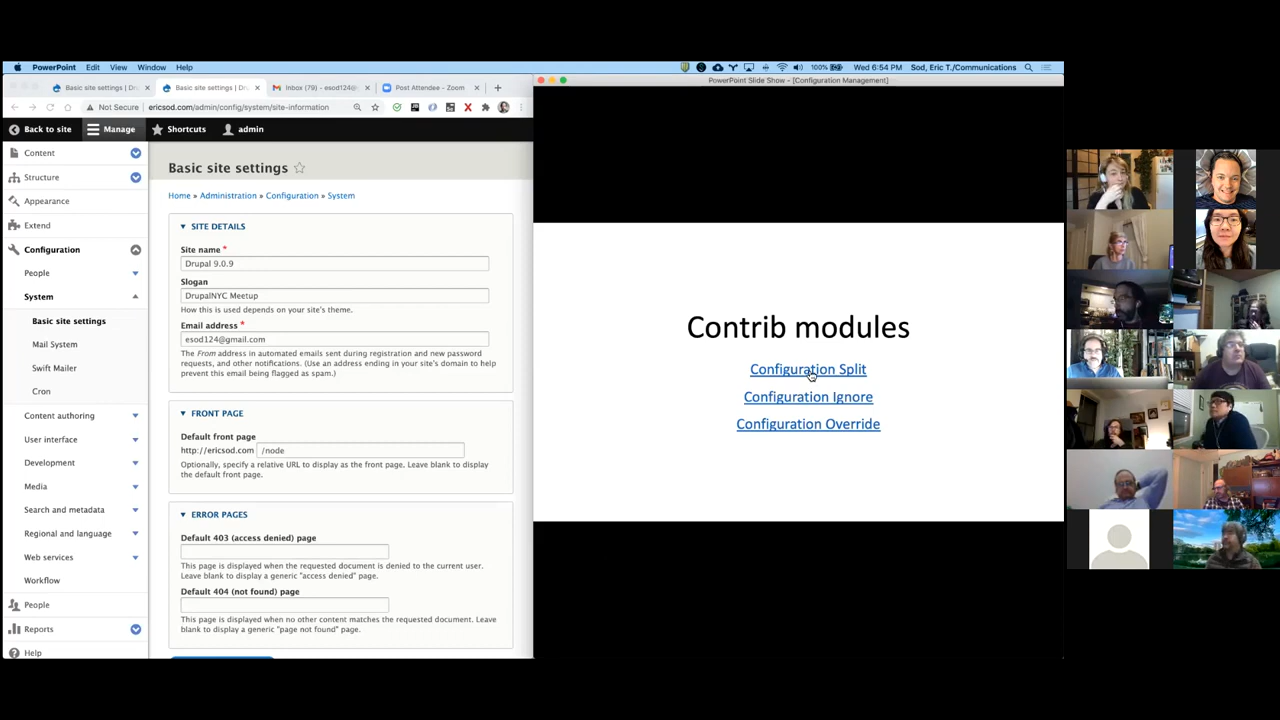 PowerPoint Edit View Window Help
100% Wed 6:54 PM Sod, Eric T./Communications
Basic site settings | Dru
Basic site settings | Dru
Inbox (79) - esod124@
Post Attendee - Zoom
Not Secure ericsod.com/admin/config/system/site-information
Back to site Manage Shortcuts admin
Content
Structure
Appearance
Extend
Configuration
People
System
Basic site settings
Mail System
Swift Mailer
Cron
Content authoring
User interface
Development
Media
Search and metadata
Regional and language
Web services
Workflow
People
Reports
Help
Basic site settings
Home » Administration » Configuration » System
SITE DETAILS
Site name *
Drupal 9.0.9
Slogan
DrupalNYC Meetup
How this is used depends on your site's theme.
Email address *
esod124@gmail.com
The From address in automated emails sent during registration and new password
requests, and other notifications. (Use an address ending in your site's domain to help
prevent this email being flagged as spam.)
FRONT PAGE
Default front page
http://ericsod.com /node
Optionally, specify a relative URL to display as the front page. Leave blank to display
the default front page.
ERROR PAGES
Default 403 (access denied) page
This page is displayed when the requested document is denied to the current user.
Leave blank to display a generic "access denied" page.
Default 404 (not found) page
This page is displayed when no other content matches the requested document. Leave
blank to display a generic "page not found" page.
PowerPoint Slide Show - [Configuration Management]
Contrib modules
Configuration Split
Configuration Ignore
Configuration Override